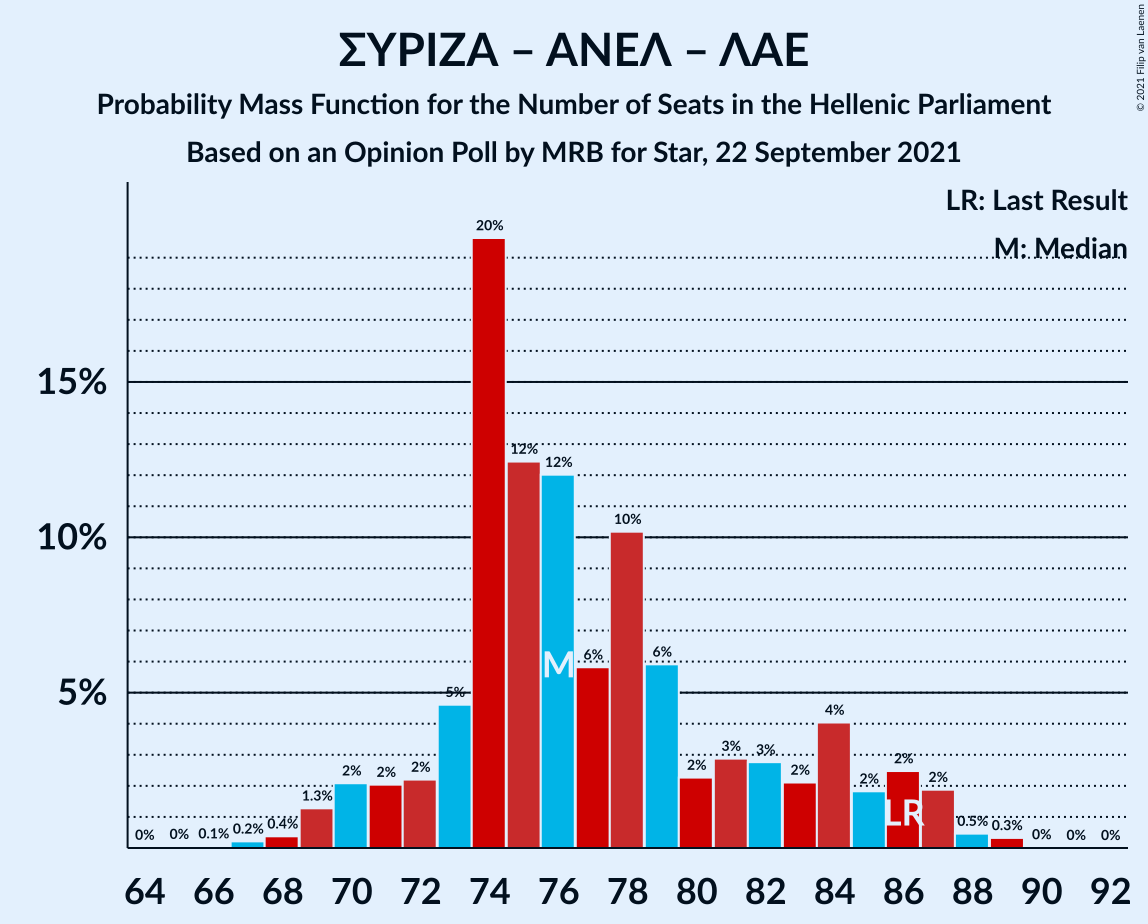 ΣΥΡΙΖΑ – ΑΝΕΛ – ΛΑΕ
Probability Mass Function for the Number of Seats in the Hellenic Parliament
Based on an Opinion Poll by MRB for Star, 22 September 2021
© 2021 Filip van Laenen
LR: Last Result
M: Median
15%
10%
5%
0% 0% 0.1% 0.2% 0.4% 1.3% 2% 2% 2% 5% 20% 12% 12% 6% 10% 6% 2% 3% 3% 2% 4% 2% 2% 2% 0.5% 0.3% 0% 0% 0%
M
LR
64 66 68 70 72 74 76 78 80 82 84 86 88 90 92